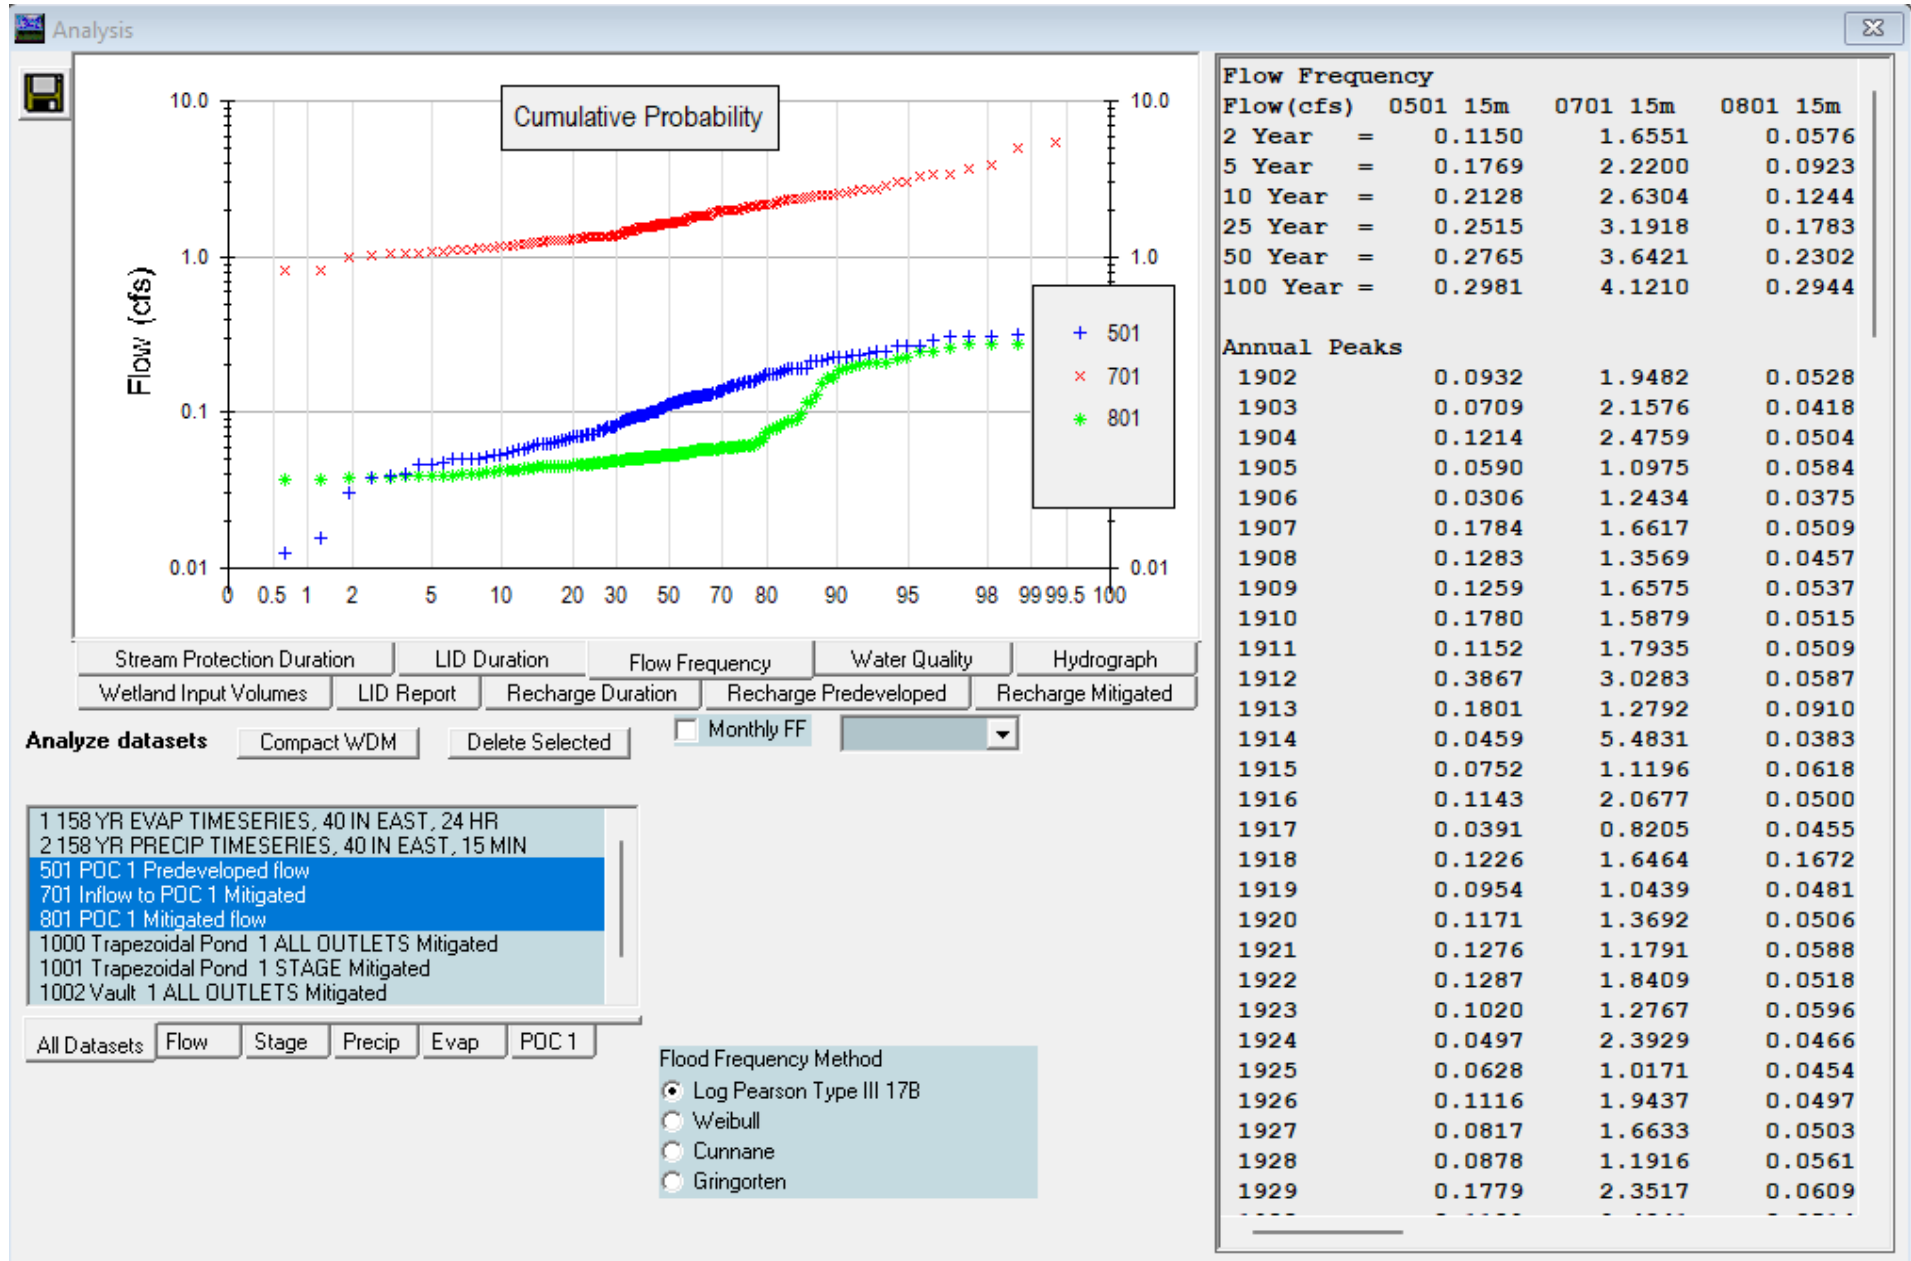 Analysis
Cumulative Probability
Flow (cfs)
10.0
1.0
0.1
0.01
10.0
1.0
0.01
0 0.5 1 2 5 10 20 30 50 70 80 90 95 98 99 99.5 100
501
701
801
Stream Protection Duration LID Duration Flow Frequency Water Quality Hydrograph
Wetland Input Volumes LID Report Recharge Duration Recharge Predeveloped Recharge Mitigated
Analyze datasets Compact WDM Delete Selected Monthly FF
1 158 YR EVAP TIMESERIES, 40 IN EAST, 24 HR
2 158 YR PRECIP TIMESERIES, 40 IN EAST, 15 MIN
501 POC 1 Predeveloped flow
701 Inflow to POC 1 Mitigated
801 POC 1 Mitigated flow
1000 Trapezoidal Pond 1 ALL OUTLETS Mitigated
1001 Trapezoidal Pond 1 STAGE Mitigated
1002 Vault 1 ALL OUTLETS Mitigated
All Datasets Flow Stage Precip Evap POC 1
Flood Frequency Method
Log Pearson Type III 17B
Weibull
Cunnane
Gringorten
Flow Frequency
Flow(cfs) 0501 15m 0701 15m 0801 15m
2 Year = 0.1150 1.6551 0.0576
5 Year = 0.1769 2.2200 0.0923
10 Year = 0.2128 2.6304 0.1244
25 Year = 0.2515 3.1918 0.1783
50 Year = 0.2765 3.6421 0.2302
100 Year = 0.2981 4.1210 0.2944
Annual Peaks
1902 0.0932 1.9482 0.0528
1903 0.0709 2.1576 0.0418
1904 0.1214 2.4759 0.0504
1905 0.0590 1.0975 0.0584
1906 0.0306 1.2434 0.0375
1907 0.1784 1.6617 0.0509
1908 0.1283 1.3569 0.0457
1909 0.1259 1.6575 0.0537
1910 0.1780 1.5879 0.0515
1911 0.1152 1.7935 0.0509
1912 0.3867 3.0283 0.0587
1913 0.1801 1.2792 0.0910
1914 0.0459 5.4831 0.0383
1915 0.0752 1.1196 0.0618
1916 0.1143 2.0677 0.0500
1917 0.0391 0.8205 0.0455
1918 0.1226 1.6464 0.1672
1919 0.0954 1.0439 0.0481
1920 0.1171 1.3692 0.0506
1921 0.1276 1.1791 0.0588
1922 0.1287 1.8409 0.0518
1923 0.1020 1.2767 0.0596
1924 0.0497 2.3929 0.0466
1925 0.0628 1.0171 0.0454
1926 0.1116 1.9437 0.0497
1927 0.0817 1.6633 0.0503
1928 0.0878 1.1916 0.0561
1929 0.1779 2.3517 0.0609